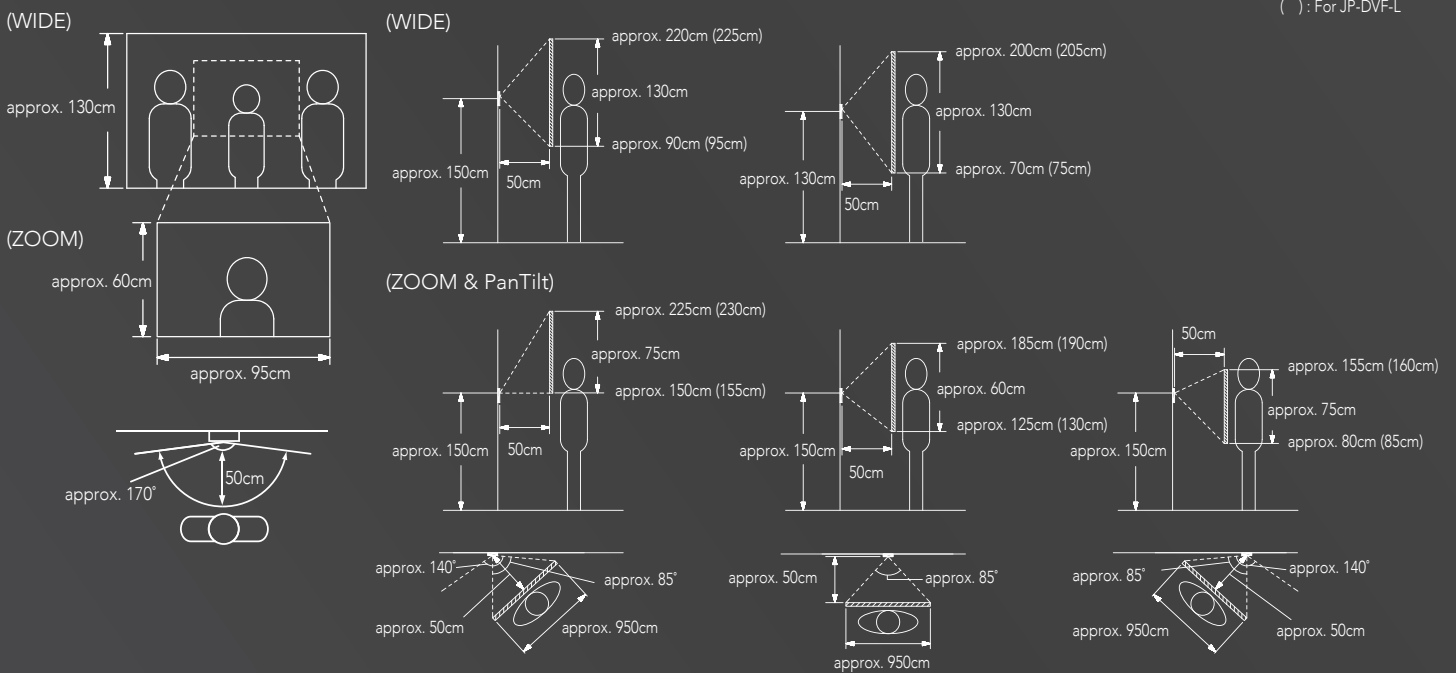 ( ) : For JP-DVF-L
(WIDE)
approx. 130cm
(ZOOM)
approx. 60cm
approx. 95cm
approx. 170°
50cm
(WIDE)
approx. 220cm (225cm)
approx. 130cm
approx. 90cm (95cm)
approx. 150cm
50cm
approx. 200cm (205cm)
approx. 130cm
approx. 70cm (75cm)
approx. 130cm
50cm
(ZOOM & PanTilt)
approx. 225cm (230cm)
approx. 75cm
approx. 150cm (155cm)
approx. 150cm
50cm
approx. 185cm (190cm)
approx. 60cm
approx. 125cm (130cm)
approx. 150cm
50cm
50cm
approx. 155cm (160cm)
approx. 75cm
approx. 80cm (85cm)
approx. 150cm
approx. 140°
approx. 85°
approx. 50cm
approx. 950cm
approx. 50cm
approx. 85°
approx. 950cm
approx. 85°
approx. 140°
approx. 950cm
approx. 50cm